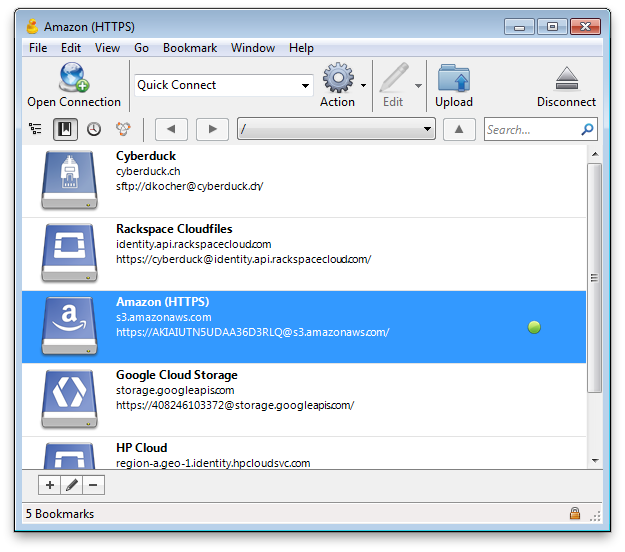 Amazon (HTTPS)
File Edit View Go Bookmark Window Help
Quick Connect
Open Connection Action Edit Upload Disconnect
/ Search...
Cyberduck
cyberduck.ch
sftp://dkocher@cyberduck.ch/
Rackspace Cloudfiles
identity.api.rackspacecloud.com
https://cyberduck@identity.api.rackspacecloud.com/
Amazon (HTTPS)
s3.amazonaws.com
https://AKIAIUTN5UDAA36D3RLQ@s3.amazonaws.com/
Google Cloud Storage
storage.googleapis.com
https://408246103372@storage.googleapis.com/
HP Cloud
region-a.geo-1.identity.hpcloudsvc.com
5 Bookmarks